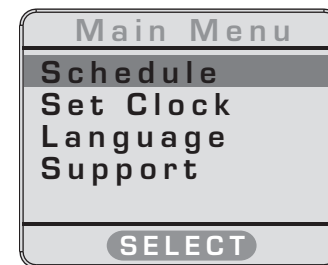 Main Menu
Schedule
Set Clock
Language
Support
SELECT